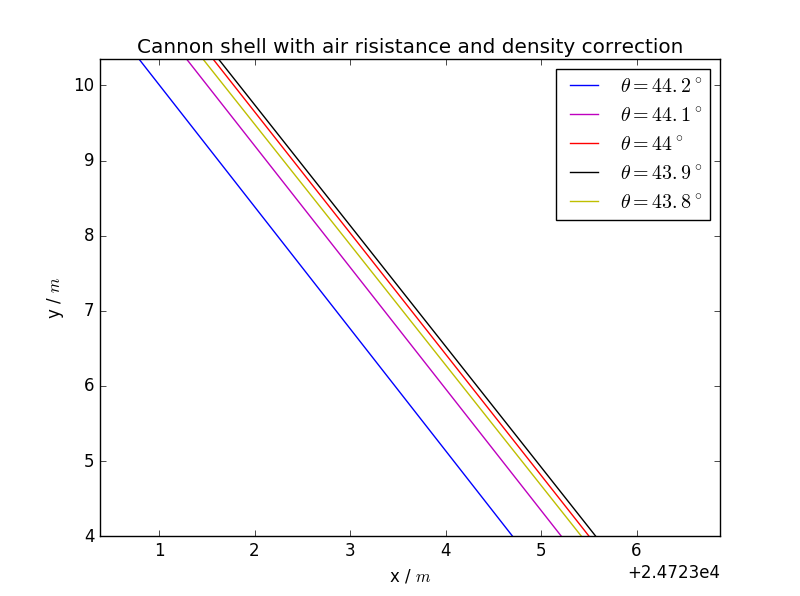 Cannon shell with air risistance and density correction
θ = 44.2°
θ = 44.1°
θ = 44°
θ = 43.9°
θ = 43.8°
10
9
8
7
6
5
4
y / m
1 2 3 4 5 6
+2.4723e4
x / m